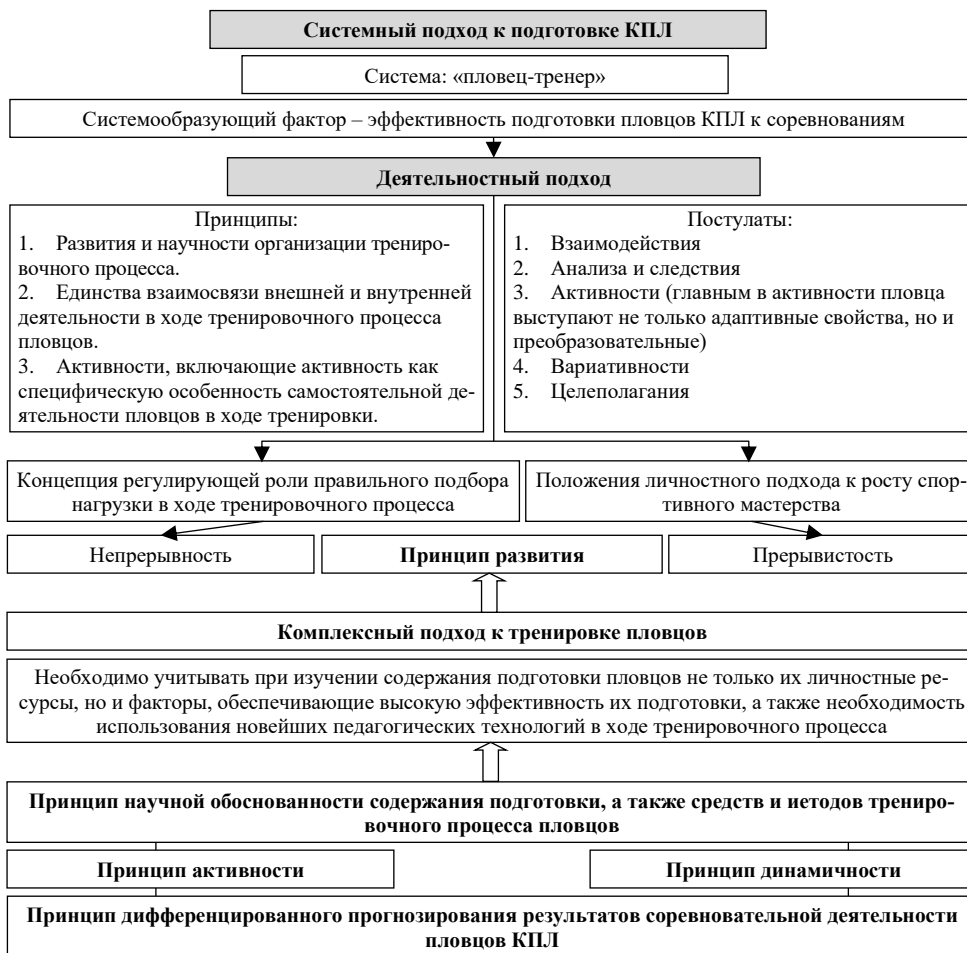 Системный подход к подготовке КПЛ
Система: «пловец-тренер»
Системообразующий фактор – эффективность подготовки пловцов КПЛ к соревнованиям
Деятельностный подход
Принципы:
1. Развития и научности организации трениро-
вочного процесса.
2. Единства взаимосвязи внешней и внутренней
деятельности в ходе тренировочного процесса
пловцов.
3. Активности, включающие активность как
специфическую особенность самостоятельной де-
ятельности пловцов в ходе тренировки.
Постулаты:
1. Взаимодействия
2. Анализа и следствия
3. Активности (главным в активности пловца
выступают не только адаптивные свойства, но и
преобразовательные)
4. Вариативности
5. Целеполагания
Концепция регулирующей роли правильного подбора
нагрузки в ходе тренировочного процесса
Положения личностного подхода к росту спор-
тивного мастерства
Непрерывность
Принцип развития
Прерывистость
Комплексный подход к тренировке пловцов
Необходимо учитывать при изучении содержания подготовки пловцов не только их личностные ре-
сурсы, но и факторы, обеспечивающие высокую эффективность их подготовки, а также необходимость
использования новейших педагогических технологий в ходе тренировочного процесса
Принцип научной обоснованности содержания подготовки, а также средств и иетодов трениро-
вочного процесса пловцов
Принцип активности
Принцип динамичности
Принцип дифференцированного прогнозирования результатов соревновательной деятельности
пловцов КПЛ